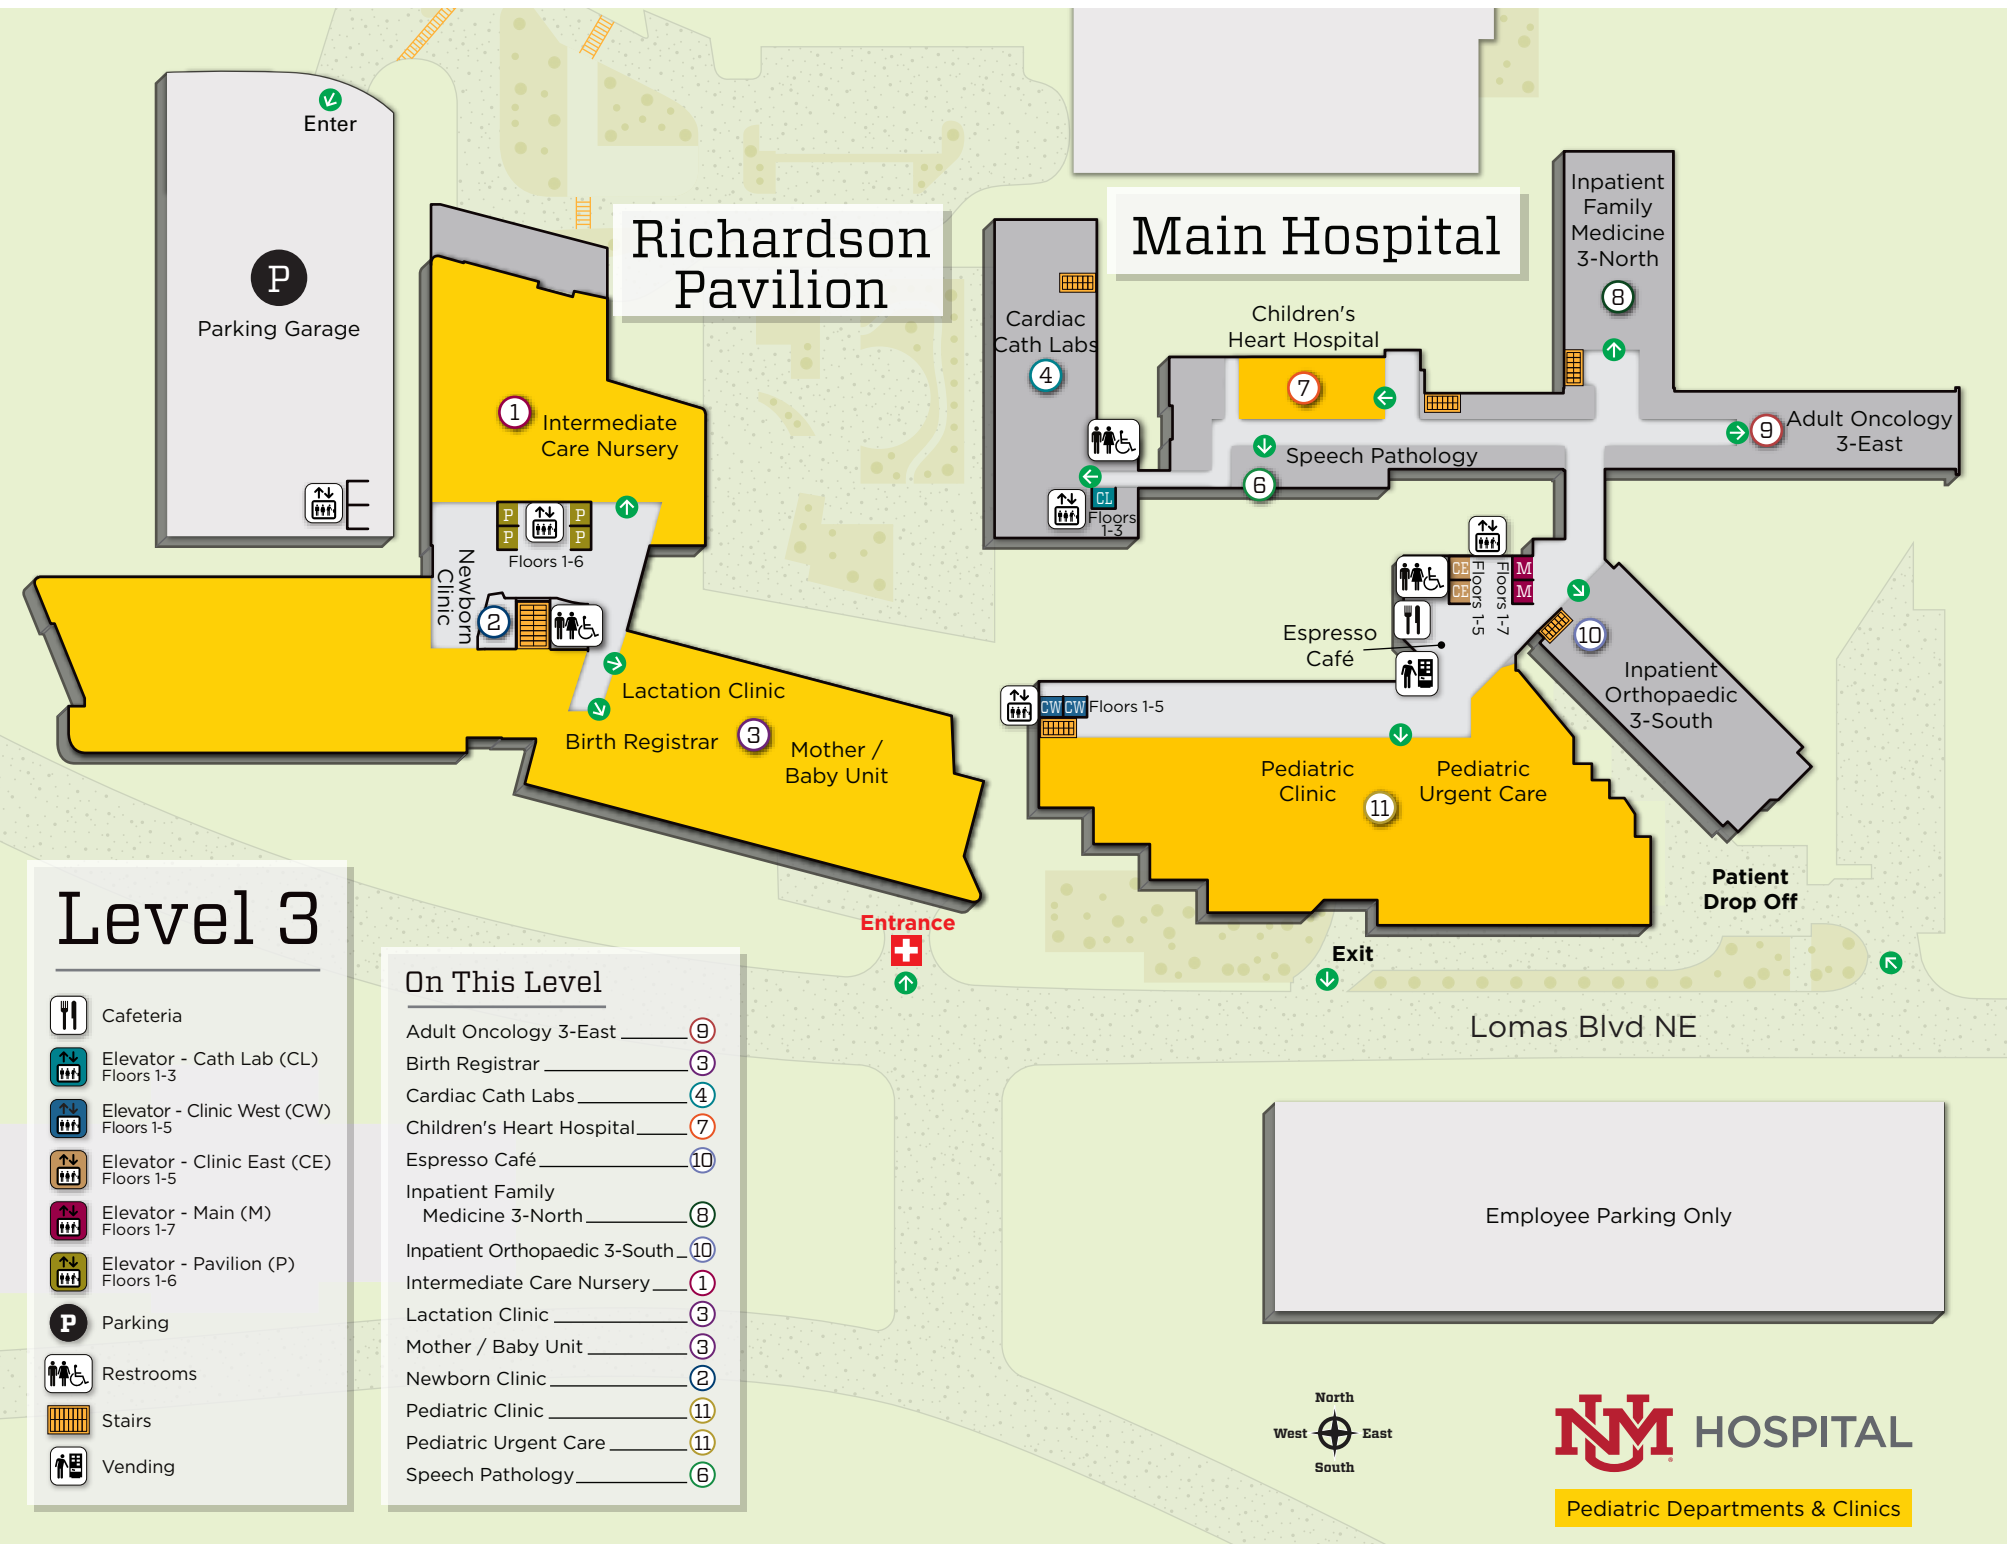 Enter
P
Parking Garage
E
Richardson
Pavilion
1
Intermediate
Care Nursery
P P
P P
Floors 1-6
Newborn
Clinic
2
Lactation Clinic
Birth Registrar
3
Mother /
Baby Unit
Main Hospital
Cardiac
Cath Labs
4
CL
Floors
1-3
Children's
Heart Hospital
7
Speech Pathology
6
Inpatient
Family
Medicine
3-North
8
9
Adult Oncology
3-East
CE
CE
Floors 1-5
Floors 1-7
M
M
Espresso
Café
10
Inpatient
Orthopaedic
3-South
CW CW Floors 1-5
Pediatric
Clinic
11
Pediatric
Urgent Care
Patient
Drop Off
Entrance
Exit
Lomas Blvd NE
Employee Parking Only
Level 3
Cafeteria
Elevator - Cath Lab (CL)
Floors 1-3
Elevator - Clinic West (CW)
Floors 1-5
Elevator - Clinic East (CE)
Floors 1-5
Elevator - Main (M)
Floors 1-7
Elevator - Pavilion (P)
Floors 1-6
P Parking
Restrooms
Stairs
Vending
On This Level
Adult Oncology 3-East 9
Birth Registrar 3
Cardiac Cath Labs 4
Children's Heart Hospital 7
Espresso Café 10
Inpatient Family
Medicine 3-North 8
Inpatient Orthopaedic 3-South 10
Intermediate Care Nursery 1
Lactation Clinic 3
Mother / Baby Unit 3
Newborn Clinic 2
Pediatric Clinic 11
Pediatric Urgent Care 11
Speech Pathology 6
North
West East
South
NM HOSPITAL
Pediatric Departments & Clinics